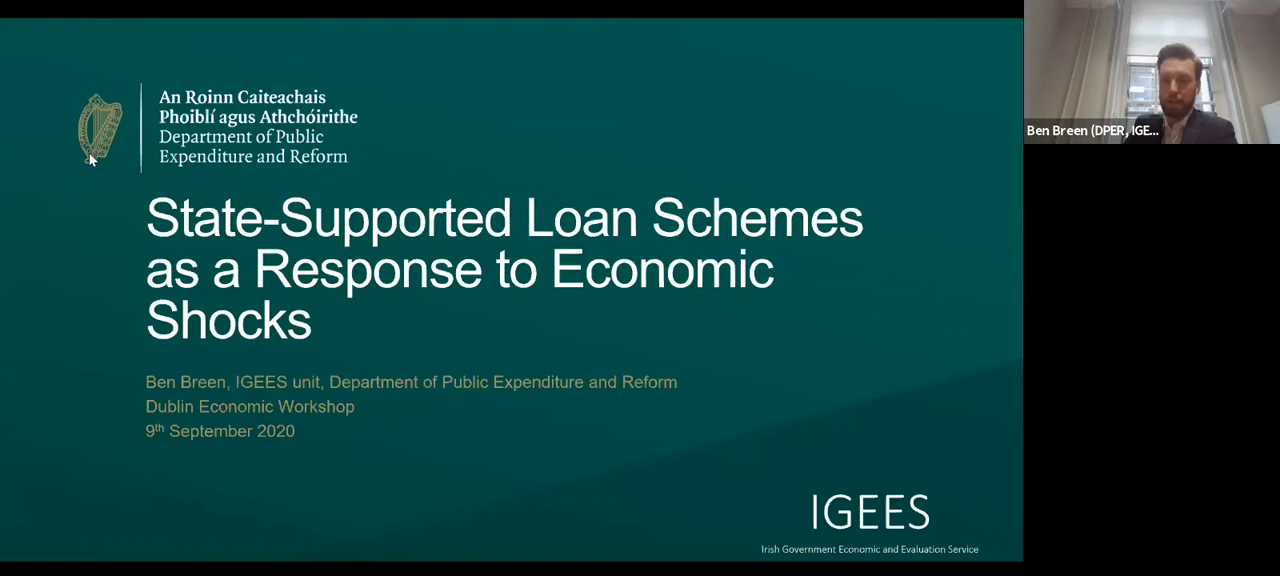 An Roinn Caiteachais
Phoiblí agus Athchóirithe
Department of Public
Expenditure and Reform
State-Supported Loan Schemes
as a Response to Economic
Shocks
Ben Breen, IGEES unit, Department of Public Expenditure and Reform
Dublin Economic Workshop
9th September 2020
IGEES
Irish Government Economic and Evaluation Service
Ben Breen (DPER, IGE...